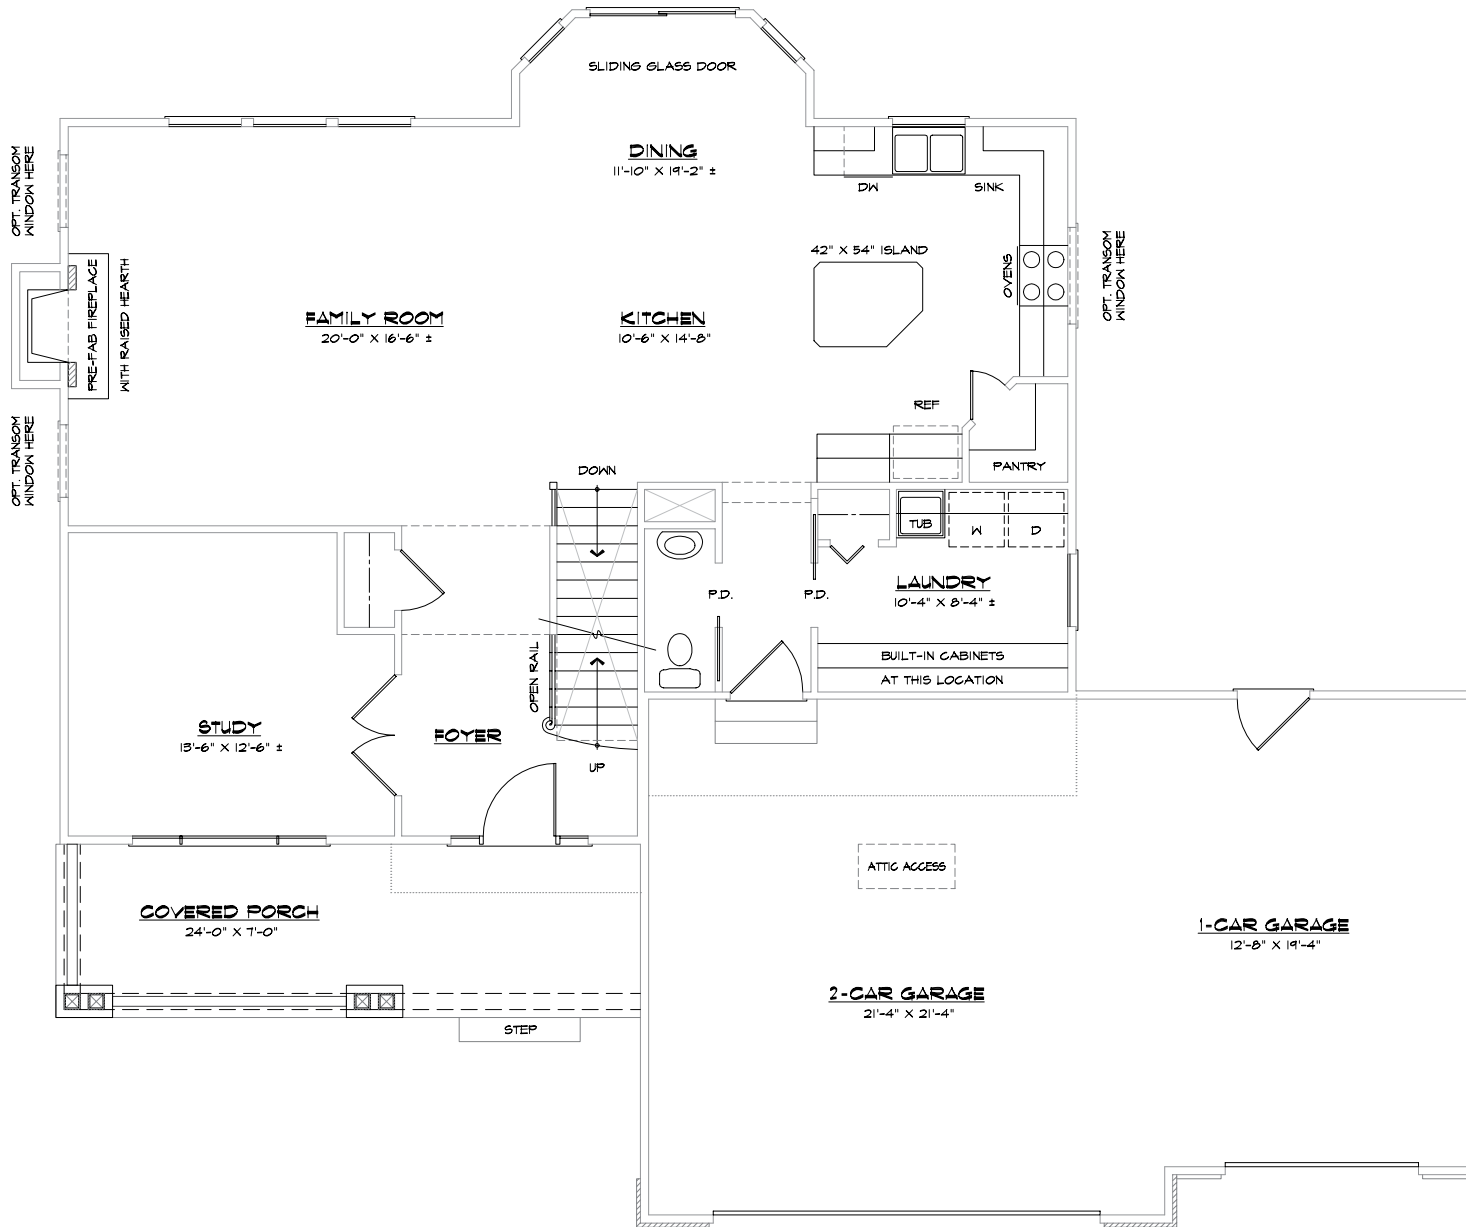 SLIDING GLASS DOOR
DINING
11'-10" X 19'-2" ±
DW
SINK
OPT. TRANSOM
WINDOW HERE
42" X 54" ISLAND
OVENS
OPT. TRANSOM
WINDOW HERE
PRE-FAB FIREPLACE
WITH RAISED HEARTH
FAMILY ROOM
20'-0" X 16'-6" ±
KITCHEN
10'-6" X 14'-8"
REF
PANTRY
OPT. TRANSOM
WINDOW HERE
DOWN
TUB
W
D
LAUNDRY
10'-4" X 8'-4" ±
P.D.
P.D.
BUILT-IN CABINETS
AT THIS LOCATION
OPEN RAIL
STUDY
13'-6" X 12'-6" ±
FOYER
UP
ATTIC ACCESS
COVERED PORCH
24'-0" X 7'-0"
1-CAR GARAGE
12'-8" X 19'-4"
2-CAR GARAGE
21'-4" X 21'-4"
STEP